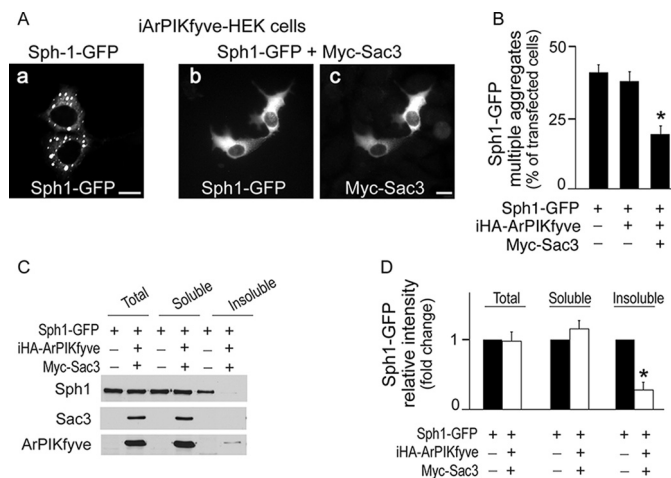 A
iArPIKfyve-HEK cells
Sph-1-GFP
Sph1-GFP + Myc-Sac3
a
b
c
Sph1-GFP
Sph1-GFP
Myc-Sac3
B
Sph1-GFP
multiple aggregates
(% of transfected cells)
50
25
0
*
Sph1-GFP + + +
iHA-ArPIKfyve – + +
Myc-Sac3 – – +
C
Total Soluble Insoluble
Sph1-GFP + + + + + +
iHA-ArPIKfyve – + – + – +
Myc-Sac3 – + – + – +
Sph1
Sac3
ArPIKfyve
D
Sph1-GFP
relative intensity
(fold change)
Total Soluble Insoluble
1
0
*
Sph1-GFP + + + + + +
iHA-ArPIKfyve – + – + – +
Myc-Sac3 – + – + – +